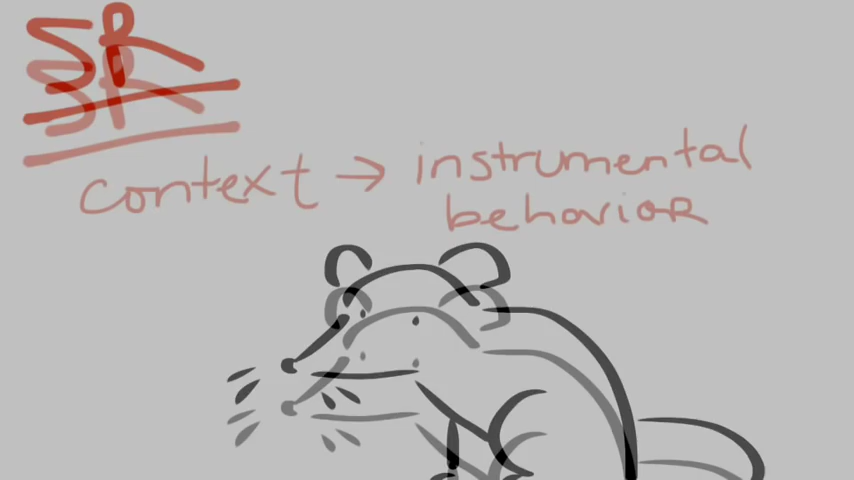 SR
context → instrumental
behavior